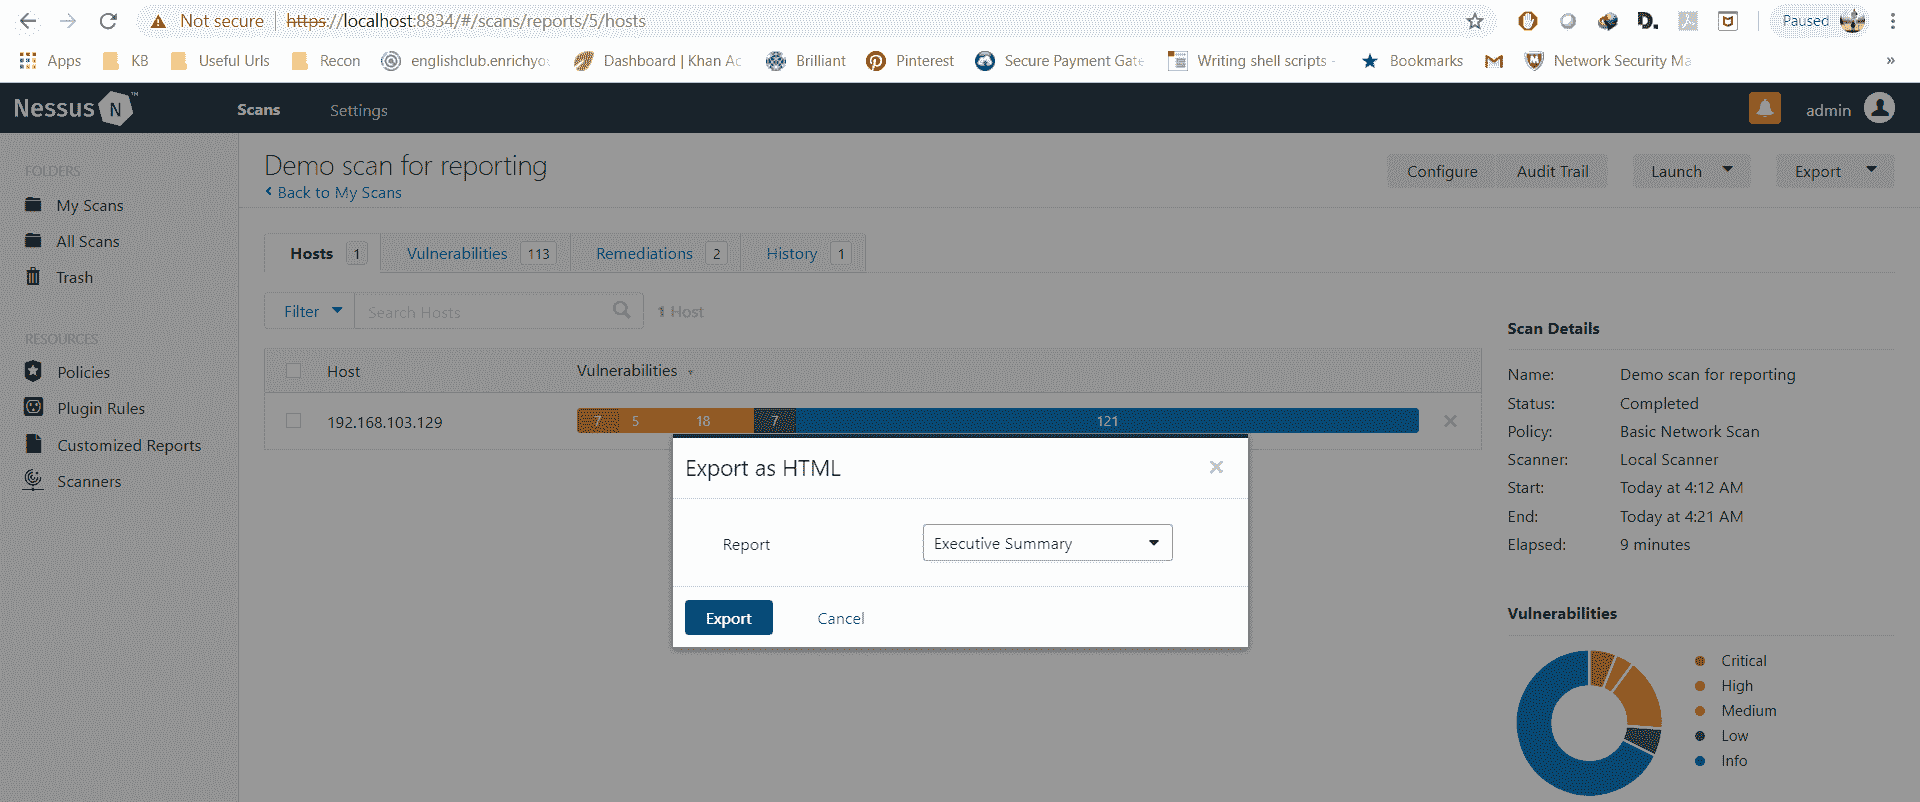 Not secure https://localhost:8834/#/scans/reports/5/hosts Paused
Apps KB Useful Urls Recon englishclub.enrichyo Dashboard | Khan Ac Brilliant Pinterest Secure Payment Gate Writing shell scripts - Bookmarks Network Security Ma »
Nessus N ™ Scans Settings admin
FOLDERS
My Scans
All Scans
Trash
RESOURCES
Policies
Plugin Rules
Customized Reports
Scanners
Demo scan for reporting
Back to My Scans
Configure Audit Trail Launch Export
Hosts 1 Vulnerabilities 113 Remediations 2 History 1
Filter Search Hosts 1 Host
Host Vulnerabilities
192.168.103.129 7 5 18 7 121
Export as HTML
Report Executive Summary
Export Cancel
Scan Details
Name: Demo scan for reporting
Status: Completed
Policy: Basic Network Scan
Scanner: Local Scanner
Start: Today at 4:12 AM
End: Today at 4:21 AM
Elapsed: 9 minutes
Vulnerabilities
Critical
High
Medium
Low
Info